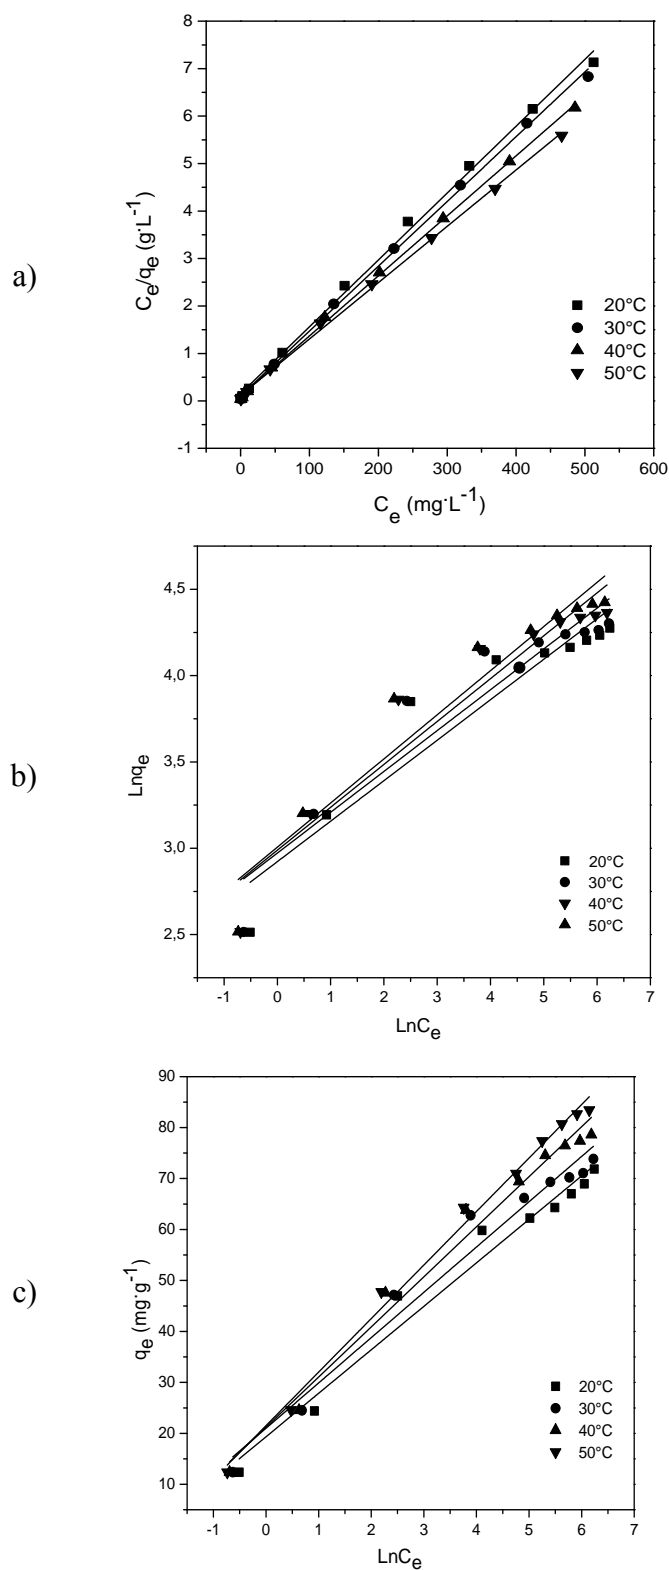 a)
8
7
6
5
4
3
2
1
0
-1
0 100 200 300 400 500 600
Ce/qe (g·L-1)
Ce (mg·L-1)
20°C
30°C
40°C
50°C
b)
4,5
4,0
3,5
3,0
2,5
-1 0 1 2 3 4 5 6 7
Lnqe
LnCe
20°C
30°C
40°C
50°C
c)
90
80
70
60
50
40
30
20
10
-1 0 1 2 3 4 5 6 7
qe (mg·g-1)
LnCe
20°C
30°C
40°C
50°C